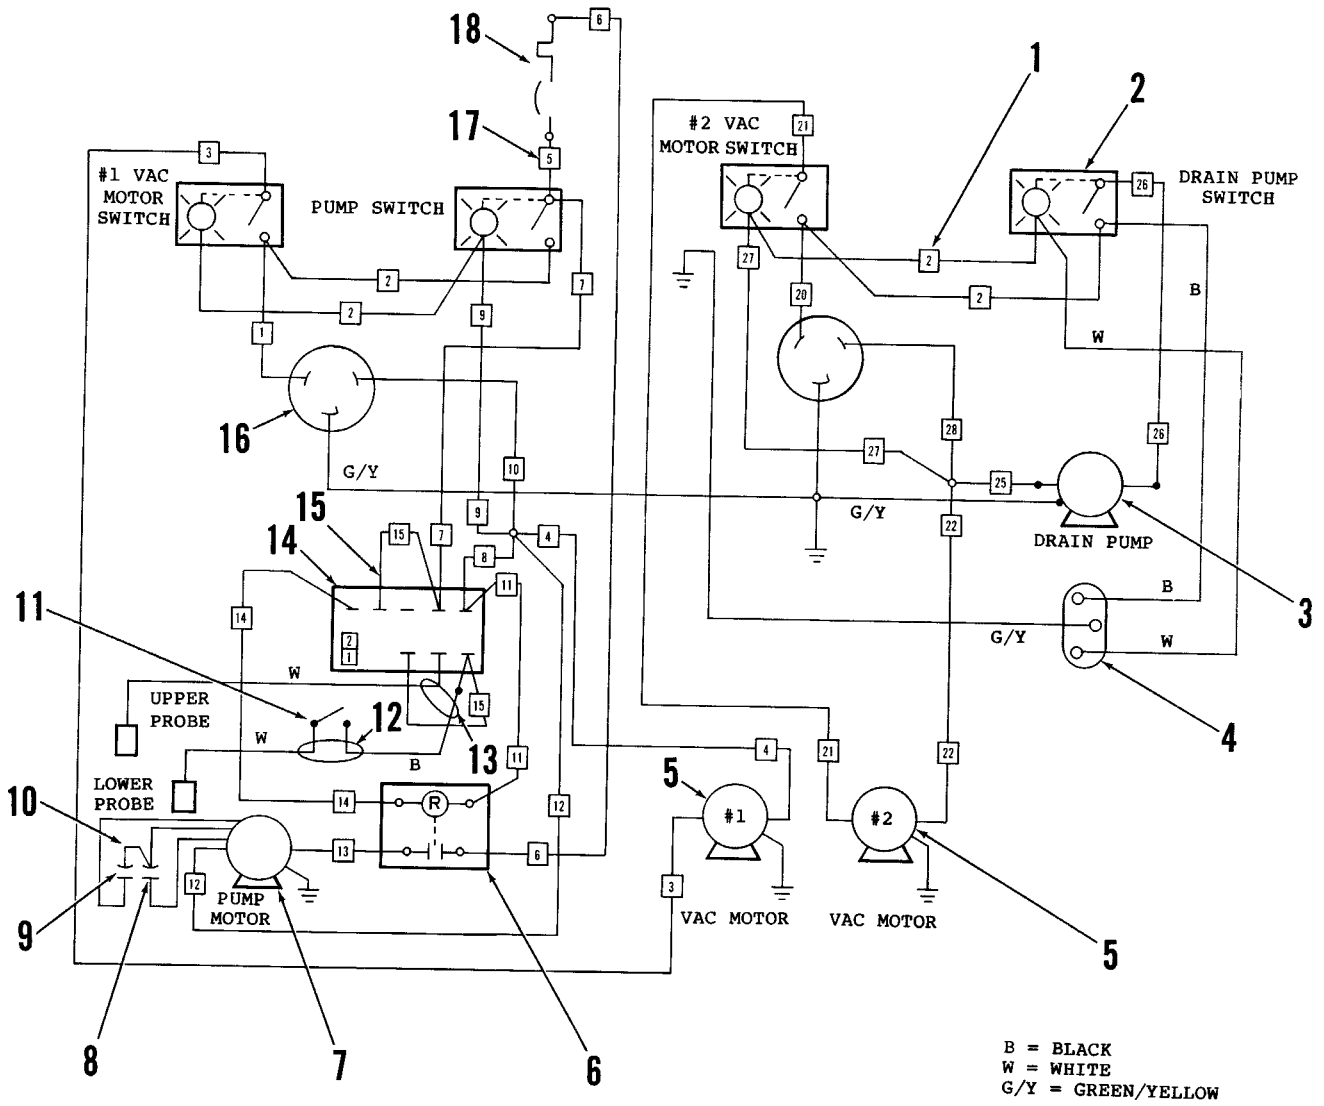 18
6
1
2
17
5
21
#2 VAC
MOTOR SWITCH
3
#1 VAC
MOTOR
SWITCH
PUMP SWITCH
26
DRAIN PUMP
SWITCH
2
2
7
9
1
27
2
20
2
B
W
16
G/Y
10
28
27
26
25
G/Y
22
DRAIN PUMP
3
15
14
15
7
9
8
4
11
11
14
2
1
W
UPPER
PROBE
12
W
B
13
15
11
LOWER
PROBE
10
14
R
12
13
6
12
9
PUMP
MOTOR
8
7
6
B
G/Y
W
4
4
21
22
5
#1
#2
3
VAC MOTOR
VAC MOTOR
5
B = BLACK
W = WHITE
G/Y = GREEN/YELLOW